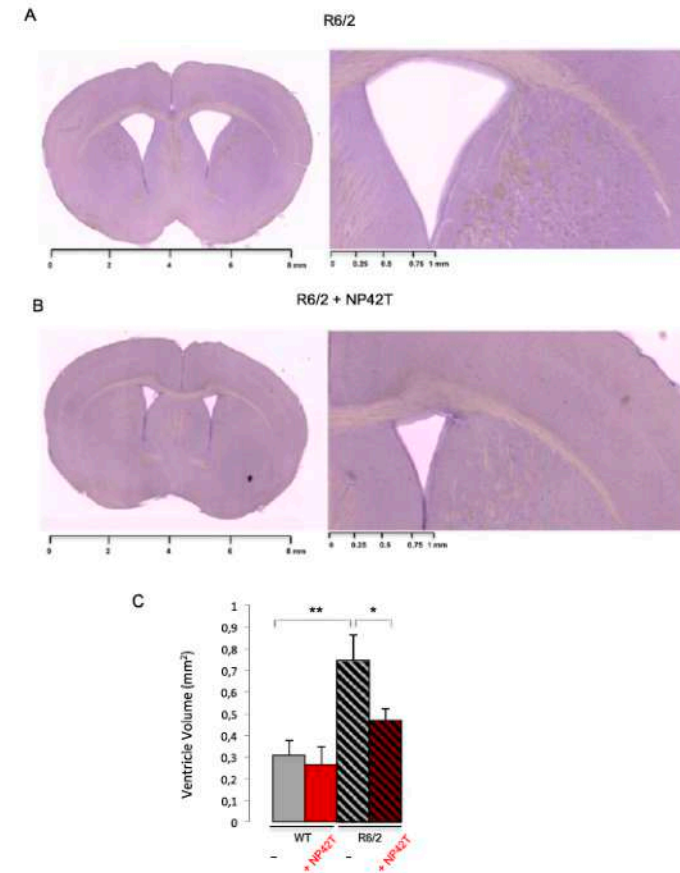 A
R6/2
0 2 4 6 8 mm
0 0.25 0.5 0.75 1 mm
B
R6/2 + NP42T
0 2 4 6 8 mm
0 0.25 0.5 0.75 1 mm
C
Ventricle Volume (mm²)
1
0,9
0,8
0,7
0,6
0,5
0,4
0,3
0,2
0,1
0
** *
WT R6/2
– + NP42T – + NP42T